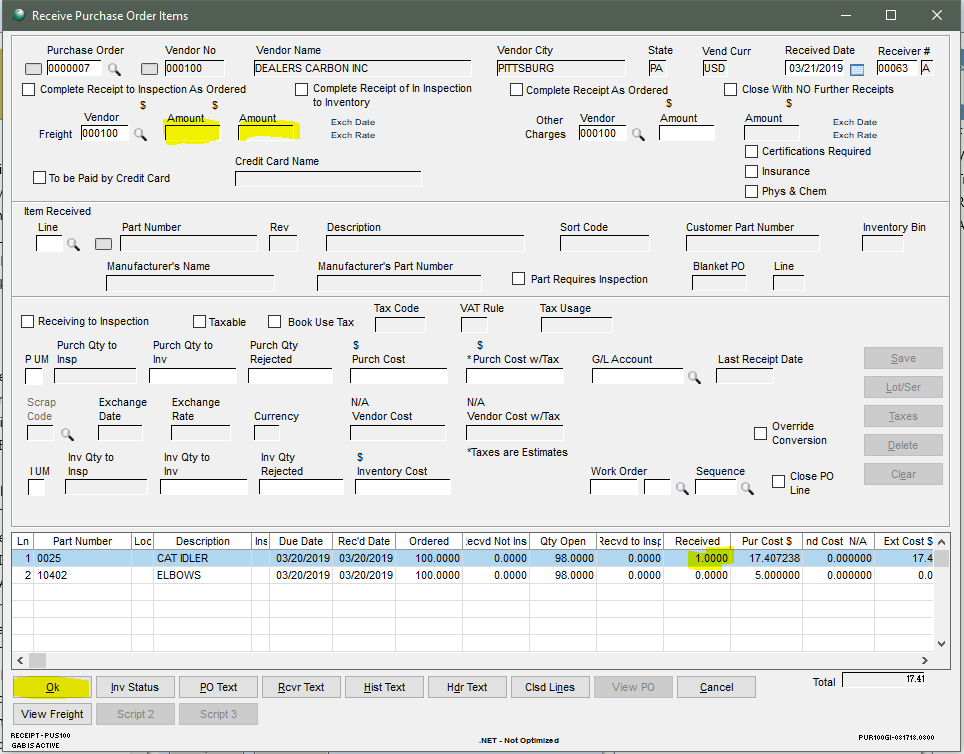 Receive Purchase Order Items
Purchase Order Vendor No Vendor Name Vendor City State Vend Curr Received Date Receiver #
0000007 000100 DEALERS CARBON INC PITTSBURG PA USD 03/21/2019 00063 A
Complete Receipt to Inspection As Ordered Complete Receipt of In Inspection to Inventory Complete Receipt As Ordered Close With NO Further Receipts
$ $ $ $
Vendor Amount Amount Exch Date Vendor Amount Amount Exch Date
Freight 000100 Exch Rate Other Charges 000100 Exch Rate
Certifications Required
Credit Card Name
Insurance
To be Paid by Credit Card
Phys & Chem
Item Received
Line Part Number Rev Description Sort Code Customer Part Number Inventory Bin
Manufacturer's Name Manufacturer's Part Number Part Requires Inspection Blanket PO Line
Receiving to Inspection Taxable Book Use Tax Tax Code VAT Rule Tax Usage
P UM Purch Qty to Insp Purch Qty to Inv Purch Qty Rejected $ Purch Cost $ *Purch Cost w/Tax G/L Account Last Receipt Date
Save
Lot/Ser
Scrap Code Exchange Date Exchange Rate Currency N/A Vendor Cost N/A Vendor Cost w/Tax
Taxes
Override Conversion
Delete
*Taxes are Estimates
I UM Inv Qty to Insp Inv Qty to Inv Inv Qty Rejected $ Inventory Cost Work Order Sequence Close PO Line
Clear
Ln Part Number Loc Description Ins Due Date Rec'd Date Ordered Recvd Not Ins Qty Open Recvd to Insp Received Pur Cost $ nd Cost N/A Ext Cost $
1 0025 CAT IDLER 03/20/2019 03/20/2019 100.0000 0.0000 98.0000 0.0000 1.0000 17.407238 0.000000 17.4
2 10402 ELBOWS 03/20/2019 03/20/2019 100.0000 0.0000 98.0000 0.0000 0.0000 5.000000 0.000000 0.0
Ok Inv Status PO Text Rcvr Text Hist Text Hdr Text Clsd Lines View PO Cancel Total 17.41
View Freight Script 2 Script 3
RECEIPT - PUS100
GAB IS ACTIVE
.NET - Not Optimized
PUR100GI-031713.0300